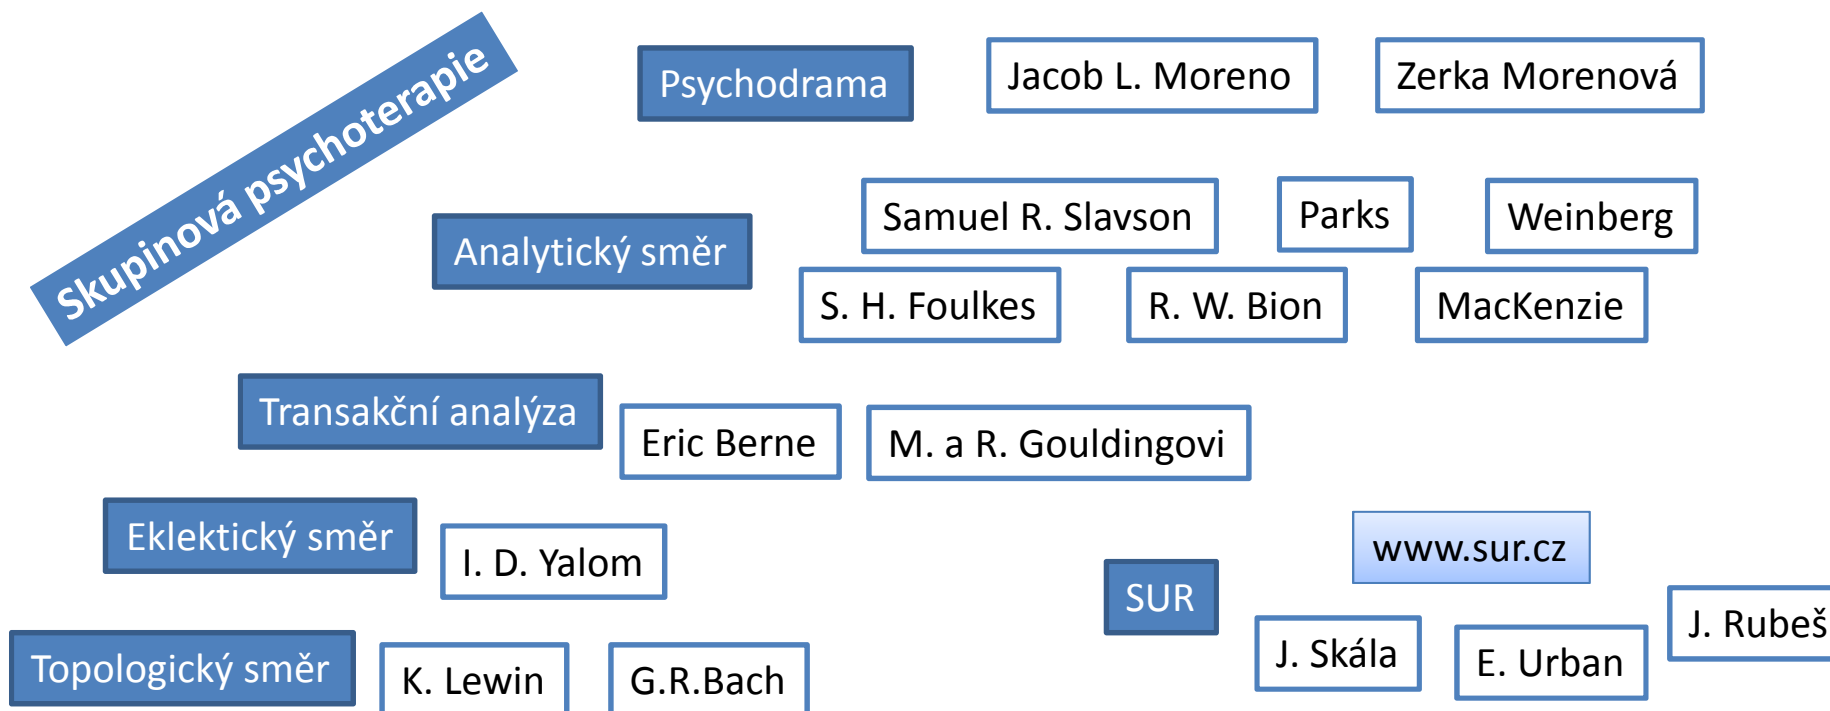 Skupinová psychoterapie
Psychodrama
Jacob L. Moreno
Zerka Morenová
Analytický směr
Samuel R. Slavson
Parks
Weinberg
S. H. Foulkes
R. W. Bion
MacKenzie
Transakční analýza
Eric Berne
M. a R. Gouldingovi
Eklektický směr
I. D. Yalom
Topologický směr
K. Lewin
G.R.Bach
SUR
www.sur.cz
J. Skála
E. Urban
J. Rubeš